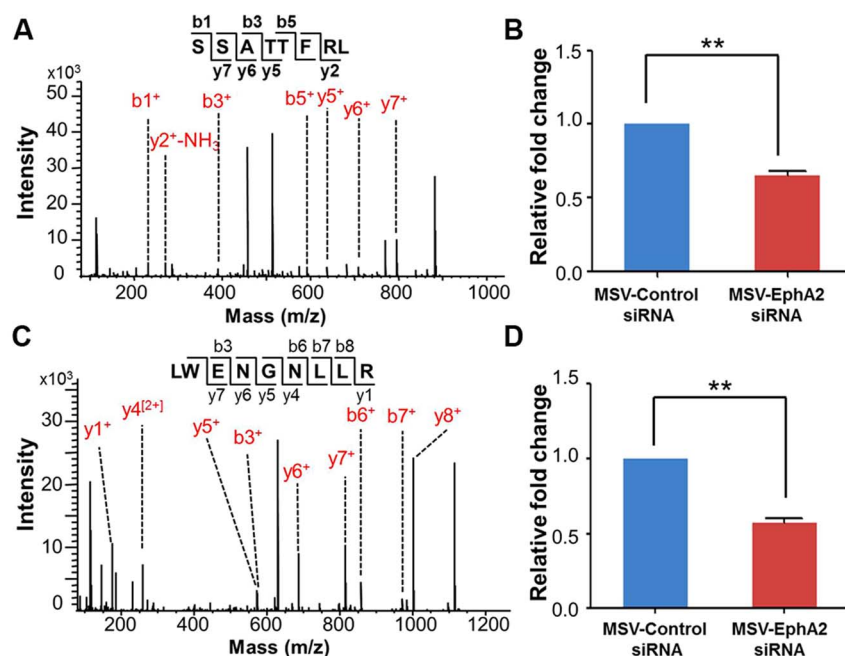 A
b1 b3 b5
S S A T T F RL
y7 y6 y5 y2
x10³
50
40
30
20
10
0
Intensity
b1⁺
y2⁺-NH₃
b3⁺
b5⁺
y5⁺
y6⁺
y7⁺
200 400 600 800 1000
Mass (m/z)
B
**
1.5
1.0
0.5
0.0
Relative fold change
MSV-Control
siRNA
MSV-EphA2
siRNA
C
b3 b6 b7 b8
LW E N G N L L R
y7 y6 y5 y4 y1
x10³
30
20
10
0
Intensity
y1⁺
y4[²⁺]
y5⁺
b3⁺
y6⁺
y7⁺
b6⁺
b7⁺
y8⁺
200 400 600 800 1000 1200
Mass (m/z)
D
**
1.5
1.0
0.5
0.0
Relative fold change
MSV-Control
siRNA
MSV-EphA2
siRNA